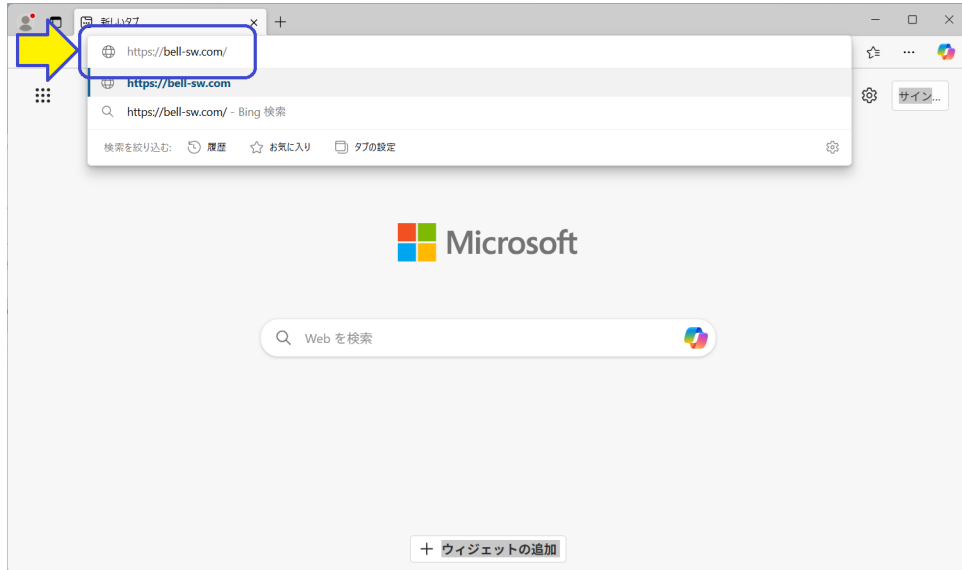 新しいタブ
https://bell-sw.com/
https://bell-sw.com
https://bell-sw.com/ - Bing 検索
検索を絞り込む: 履歴 お気に入り タブの設定
サイン...
Microsoft
Web を検索
ウィジェットの追加